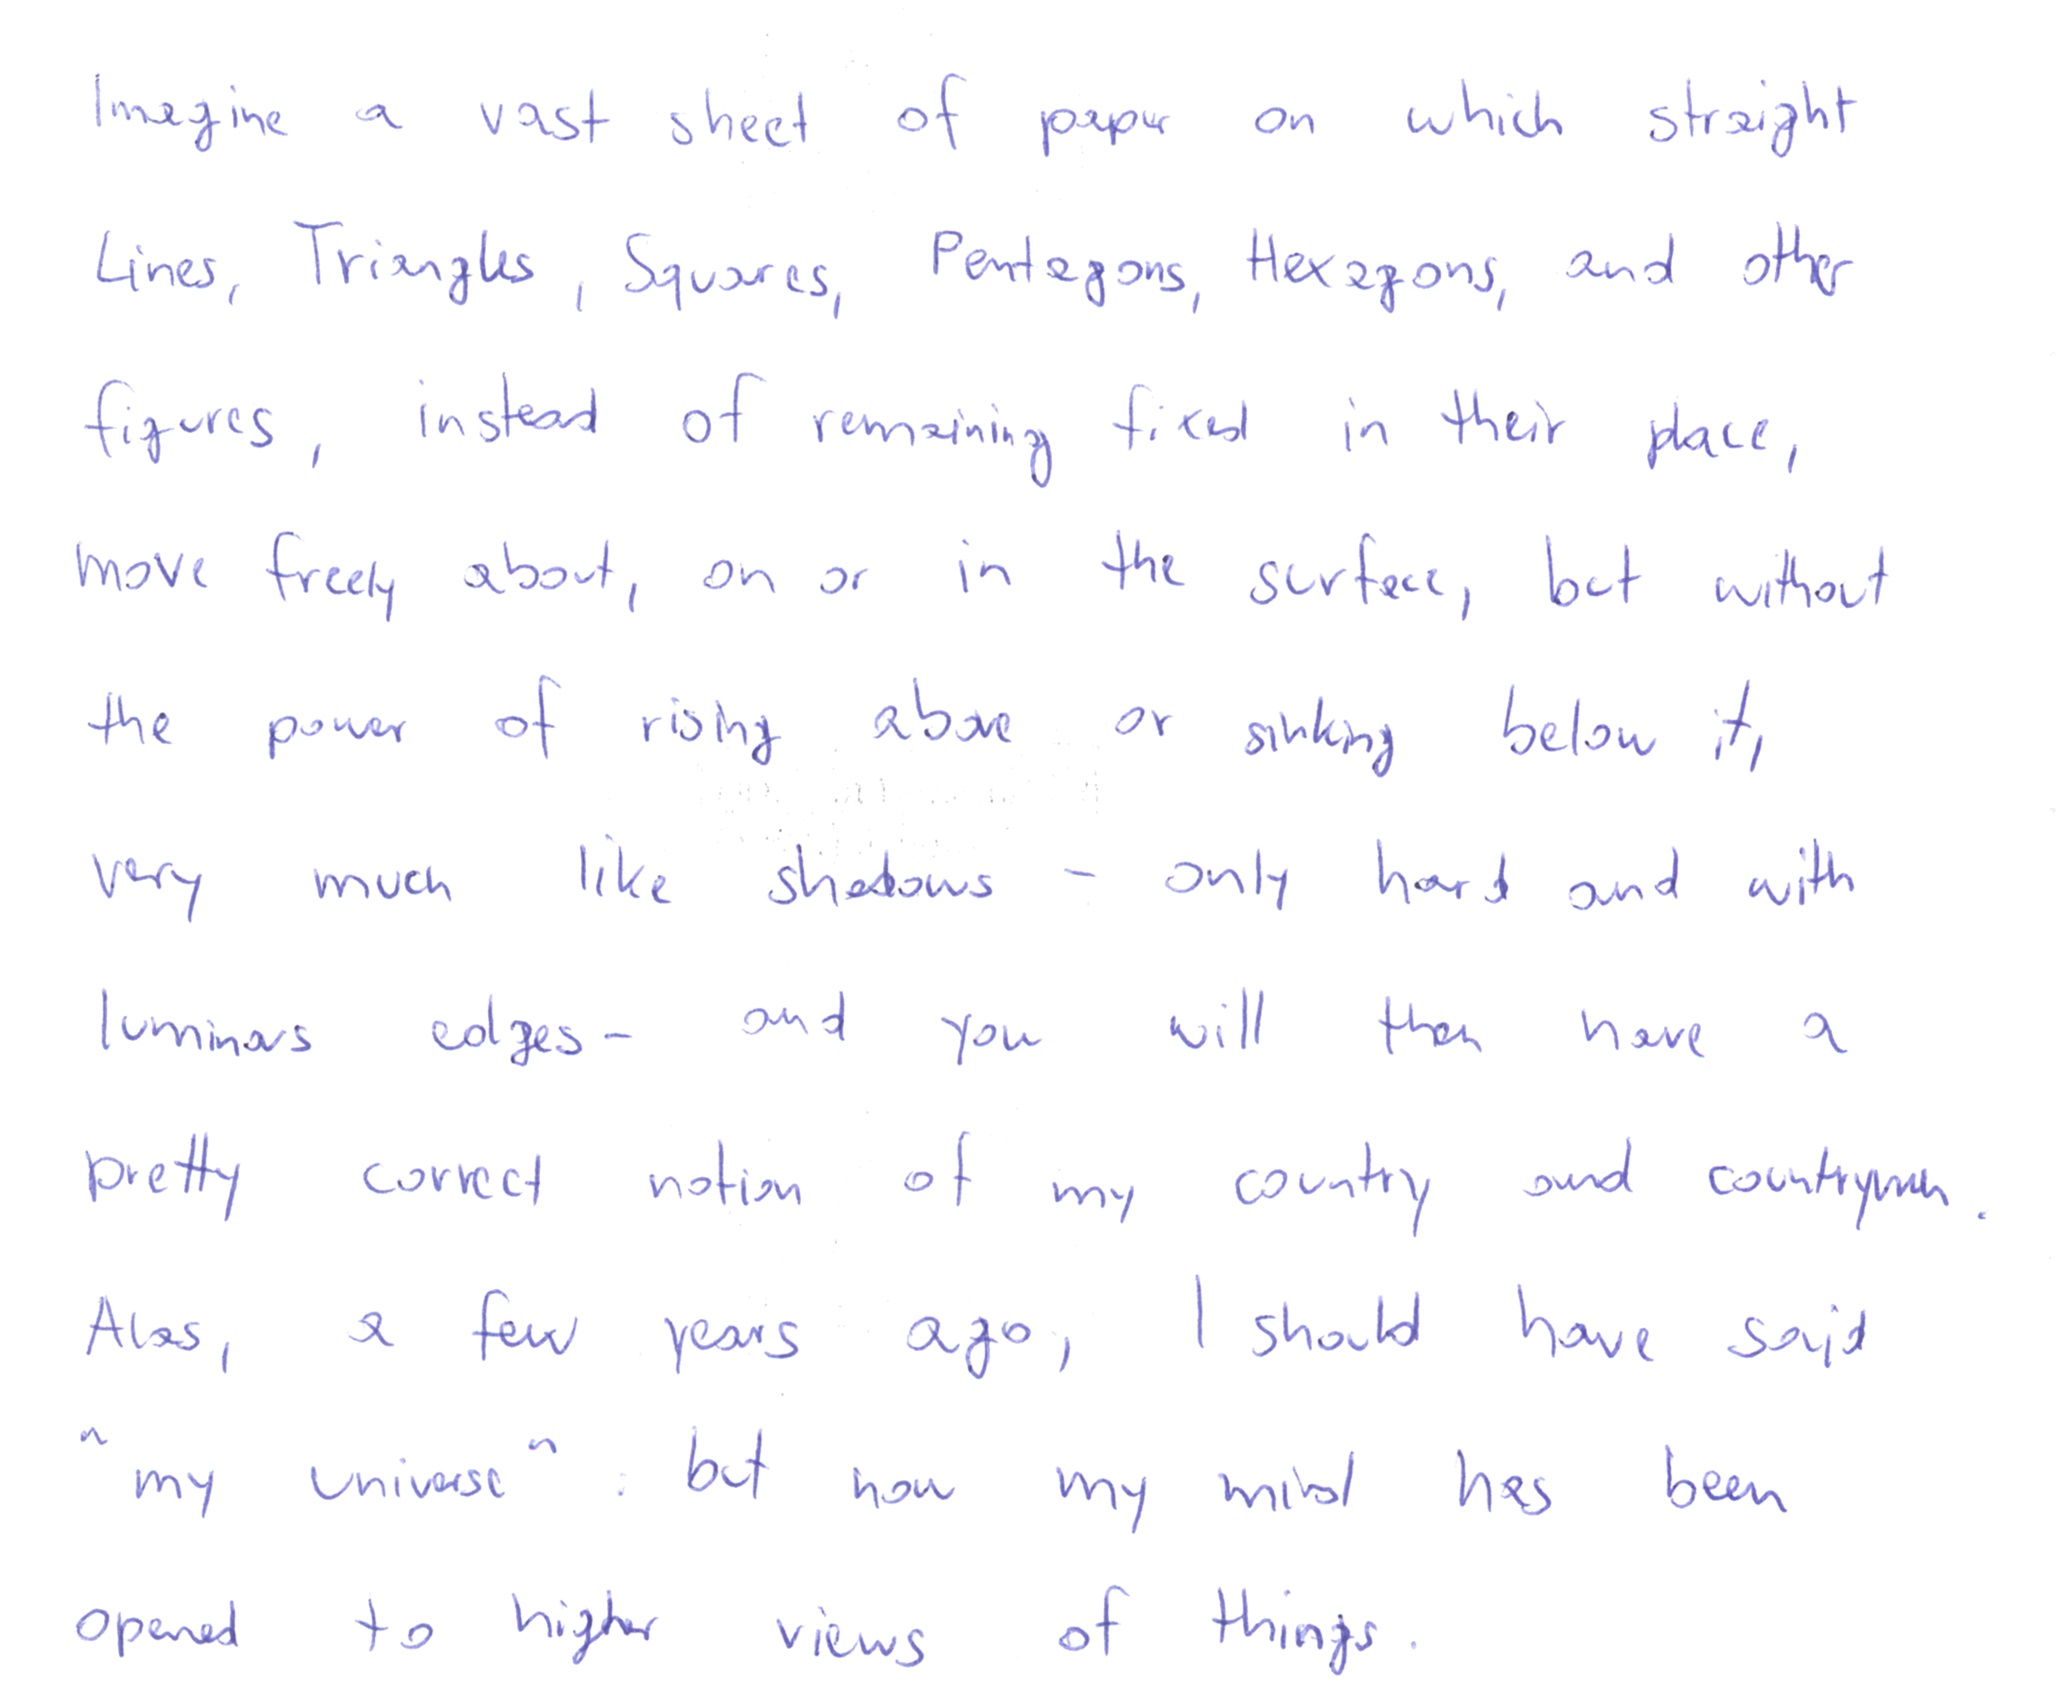 Imagine a vast sheet of paper on which straight
Lines, Triangles, Squares, Pentagons, Hexagons, and other
figures, instead of remaining fixed in their place,
move freely about, on or in the surface, but without
the power of rising above or sinking below it,
very much like shadows - only hard and with
luminous edges - and you will then have a
pretty correct notion of my country and countrymen.
Alas, a few years ago, I should have said
"my universe": but now my mind has been
opened to higher views of things.